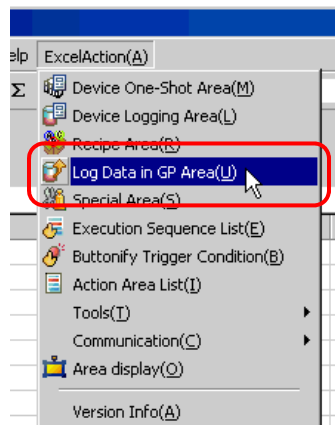 elp ExcelAction(A)
Σ
Device One-Shot Area(M)
Device Logging Area(L)
Recipe Area(R)
Log Data in GP Area(U)
Special Area(S)
Execution Sequence List(E)
Buttonify Trigger Condition(B)
Action Area List(I)
Tools(T)
Communication(C)
Area display(O)
Version Info(A)